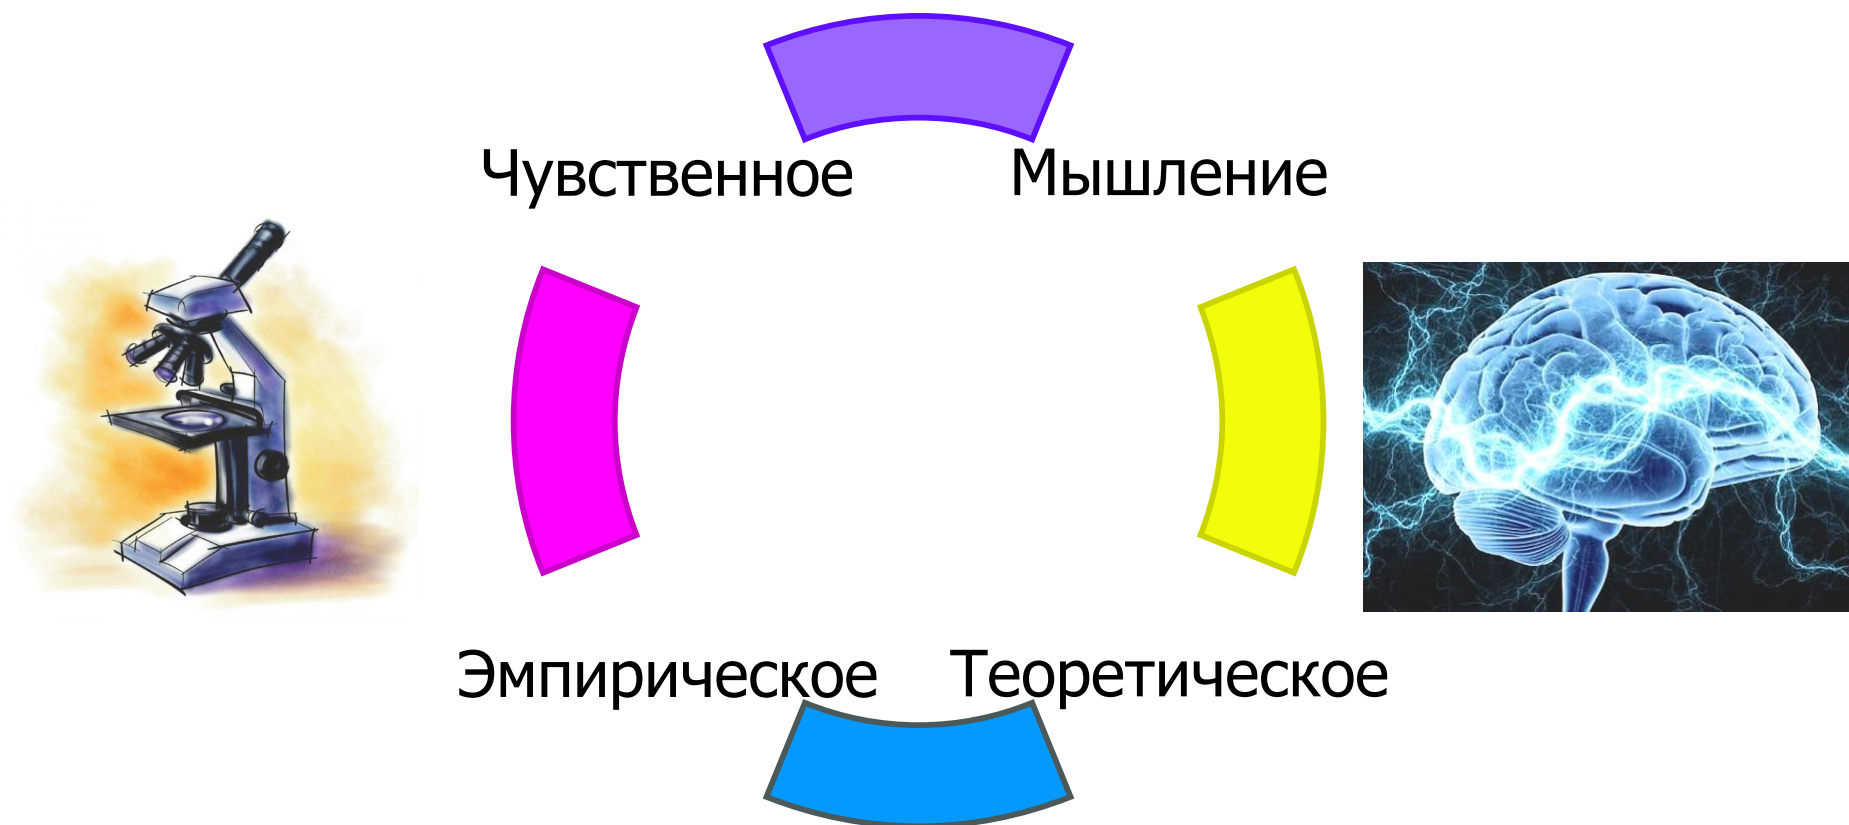 Чувственное Мышление
Эмпирическое Теоретическое